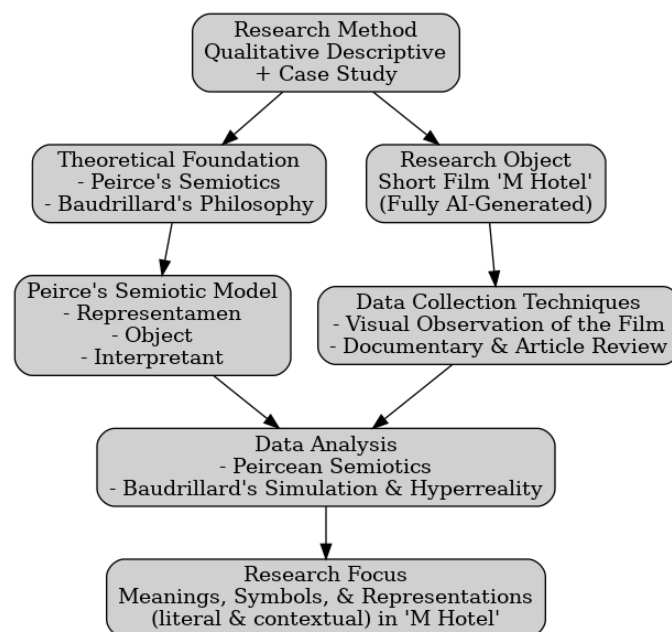 Research Method
Qualitative Descriptive
+ Case Study
Theoretical Foundation
- Peirce's Semiotics
- Baudrillard's Philosophy
Research Object
Short Film 'M Hotel'
(Fully AI-Generated)
Peirce's Semiotic Model
- Representamen
- Object
- Interpretant
Data Collection Techniques
- Visual Observation of the Film
- Documentary & Article Review
Data Analysis
- Peircean Semiotics
- Baudrillard's Simulation & Hyperreality
Research Focus
Meanings, Symbols, & Representations
(literal & contextual) in 'M Hotel'